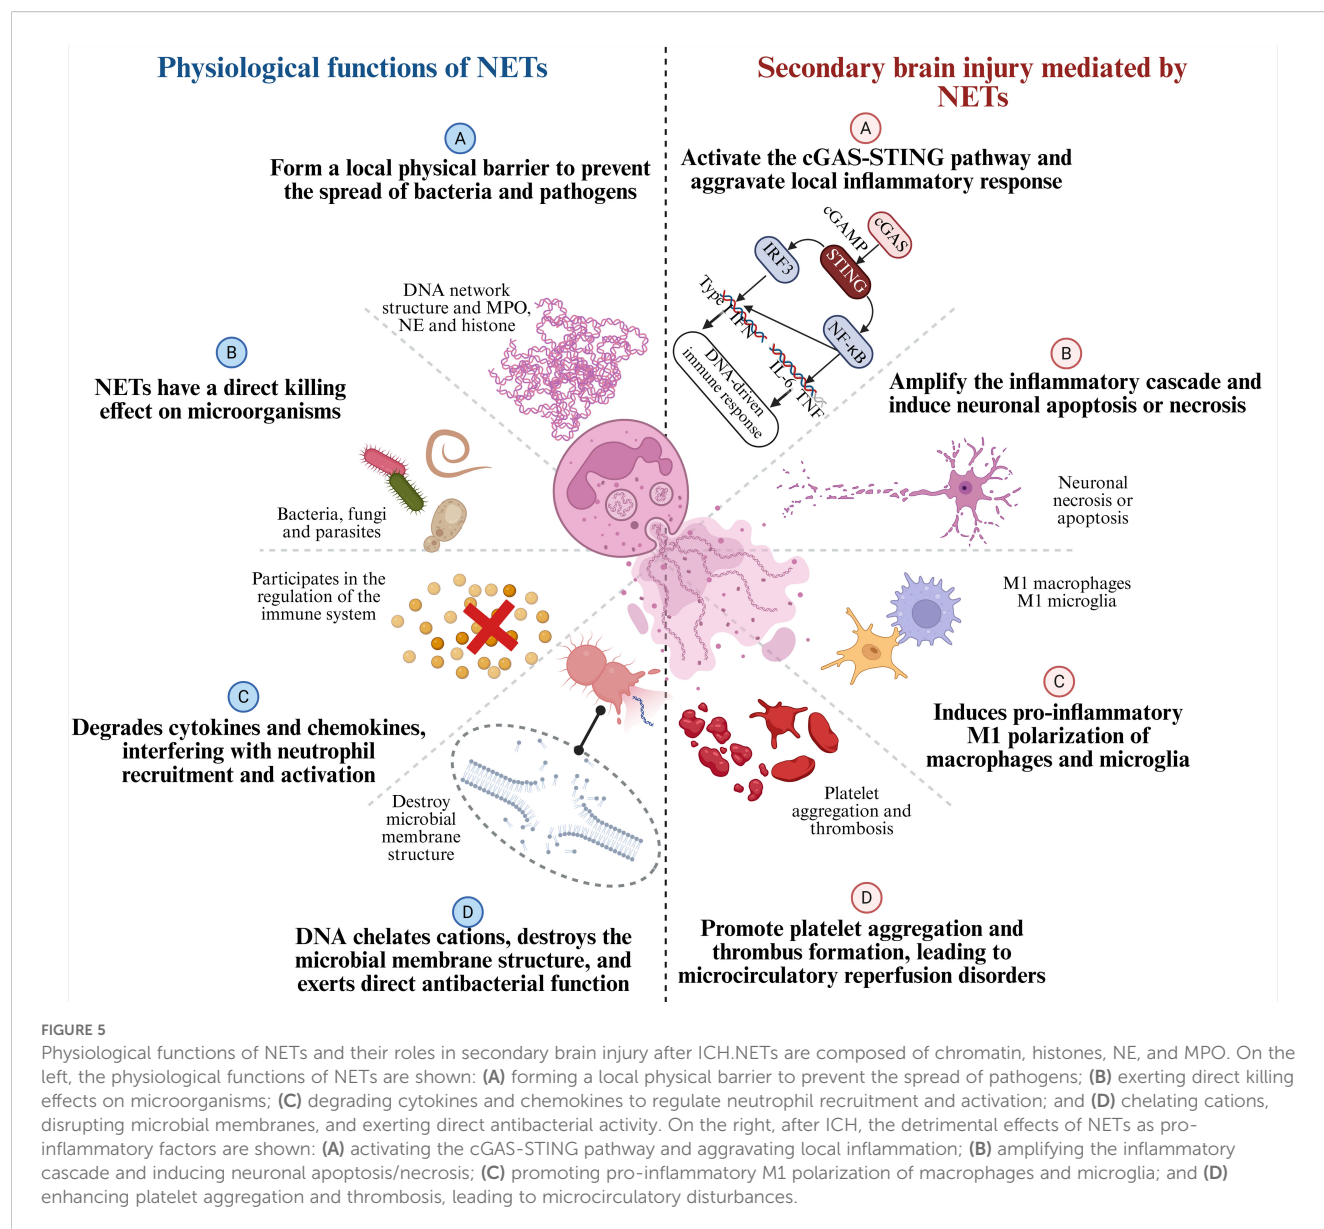 Physiological functions of NETs
A
Form a local physical barrier to prevent
the spread of bacteria and pathogens
DNA network
structure and MPO,
NE and histone
B
NETs have a direct killing
effect on microorganisms
Bacteria, fungi
and parasites
Participates in the
regulation of the
immune system
C
Degrades cytokines and chemokines,
interfering with neutrophil
recruitment and activation
Destroy
microbial
membrane
structure
D
DNA chelates cations, destroys the
microbial membrane structure, and
exerts direct antibacterial function
Secondary brain injury mediated by
NETs
A
Activate the cGAS-STING pathway and
aggravate local inflammatory response
cGAS
cGAMP
STING
IRF3
NF-κB
Type I IFN
IL-6, TNF
DNA-driven
immune response
B
Amplify the inflammatory cascade and
induce neuronal apoptosis or necrosis
Neuronal
necrosis or
apoptosis
M1 macrophages
M1 microglia
C
Induces pro-inflammatory
M1 polarization of
macrophages and microglia
Platelet
aggregation and
thrombosis
D
Promote platelet aggregation and
thrombus formation, leading to
microcirculatory reperfusion disorders
FIGURE 5
Physiological functions of NETs and their roles in secondary brain injury after ICH.NETs are composed of chromatin, histones, NE, and MPO. On the
left, the physiological functions of NETs are shown: (A) forming a local physical barrier to prevent the spread of pathogens; (B) exerting direct killing
effects on microorganisms; (C) degrading cytokines and chemokines to regulate neutrophil recruitment and activation; and (D) chelating cations,
disrupting microbial membranes, and exerting direct antibacterial activity. On the right, after ICH, the detrimental effects of NETs as pro-
inflammatory factors are shown: (A) activating the cGAS-STING pathway and aggravating local inflammation; (B) amplifying the inflammatory
cascade and inducing neuronal apoptosis/necrosis; (C) promoting pro-inflammatory M1 polarization of macrophages and microglia; and (D)
enhancing platelet aggregation and thrombosis, leading to microcirculatory disturbances.